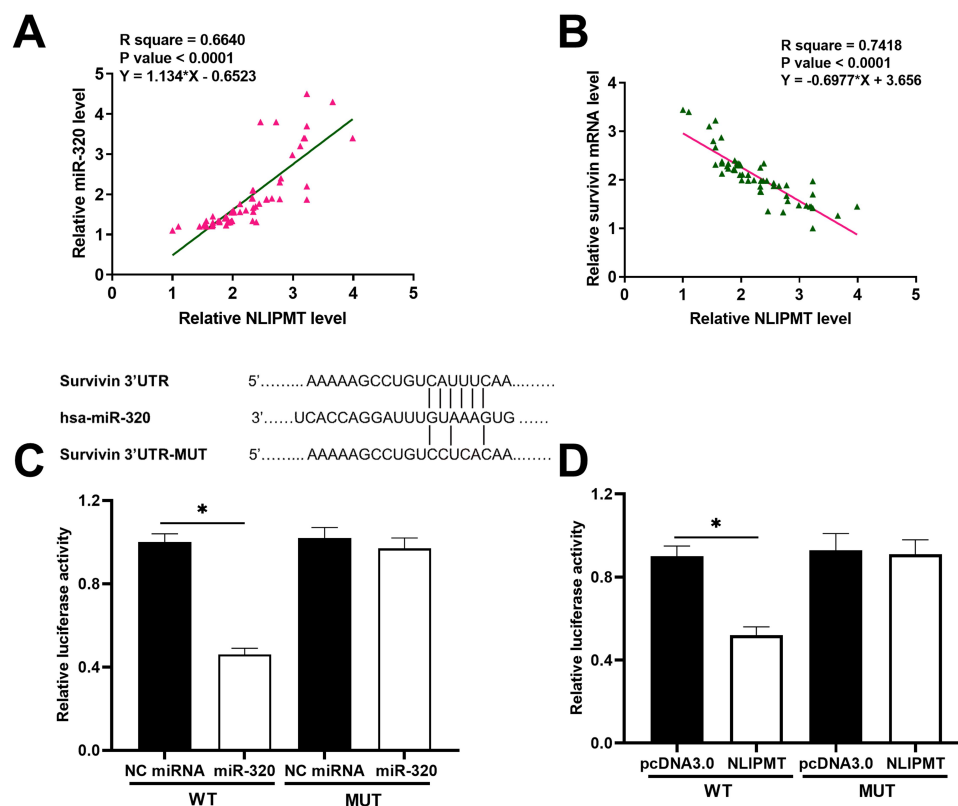 A
R square = 0.6640
P value < 0.0001
Y = 1.134*X - 0.6523
Relative miR-320 level
5
4
3
2
1
0
0 1 2 3 4 5
Relative NLIPMT level
B
R square = 0.7418
P value < 0.0001
Y = -0.6977*X + 3.656
Relative survivin mRNA level
4
3
2
1
0
0 1 2 3 4 5
Relative NLIPMT level
Survivin 3'UTR 5'……... AAAAAGCCUGUCAUUUCAA...……
hsa-miR-320 3'……UCACCAGGAUUUGUAAAGUG ……
Survivin 3'UTR-MUT 5'……... AAAAAGCCUGUCCUCACAA...……
C
Relative luciferase activity
1.2
0.8
0.4
0.0
*
NC miRNA miR-320 NC miRNA miR-320
WT MUT
D
Relative luciferase activity
1.2
0.8
0.4
0.0
*
pcDNA3.0 NLIPMT pcDNA3.0 NLIPMT
WT MUT